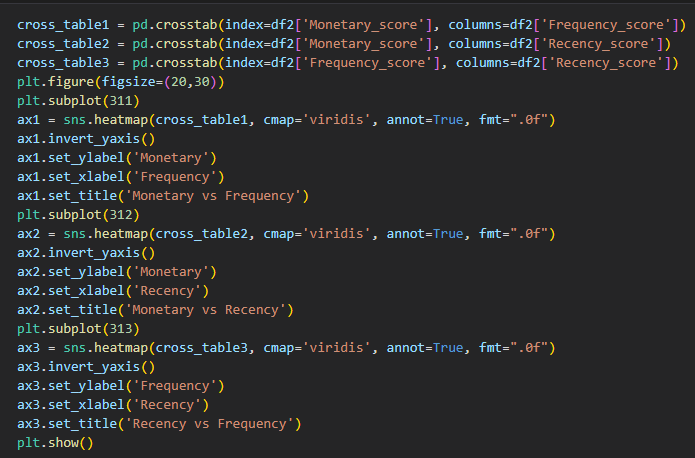 cross_table1 = pd.crosstab(index=df2['Monetary_score'], columns=df2['Frequency_score'])
cross_table2 = pd.crosstab(index=df2['Monetary_score'], columns=df2['Recency_score'])
cross_table3 = pd.crosstab(index=df2['Frequency_score'], columns=df2['Recency_score'])
plt.figure(figsize=(20,30))
plt.subplot(311)
ax1 = sns.heatmap(cross_table1, cmap='viridis', annot=True, fmt=".0f")
ax1.invert_yaxis()
ax1.set_ylabel('Monetary')
ax1.set_xlabel('Frequency')
ax1.set_title('Monetary vs Frequency')
plt.subplot(312)
ax2 = sns.heatmap(cross_table2, cmap='viridis', annot=True, fmt=".0f")
ax2.invert_yaxis()
ax2.set_ylabel('Monetary')
ax2.set_xlabel('Recency')
ax2.set_title('Monetary vs Recency')
plt.subplot(313)
ax3 = sns.heatmap(cross_table3, cmap='viridis', annot=True, fmt=".0f")
ax3.invert_yaxis()
ax3.set_ylabel('Frequency')
ax3.set_xlabel('Recency')
ax3.set_title('Recency vs Frequency')
plt.show()